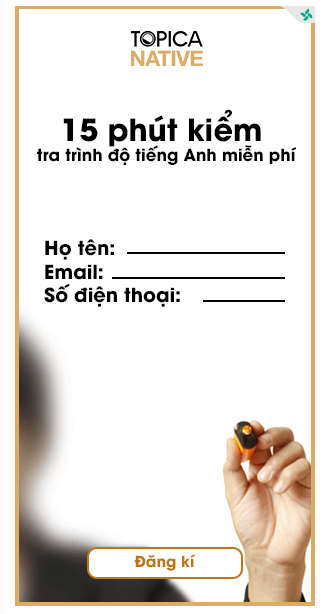 TOPICA
NATIVE
15 phút kiểm
tra trình độ tiếng Anh miễn phí
Họ tên:
Email:
Số điện thoại:
Đăng kí